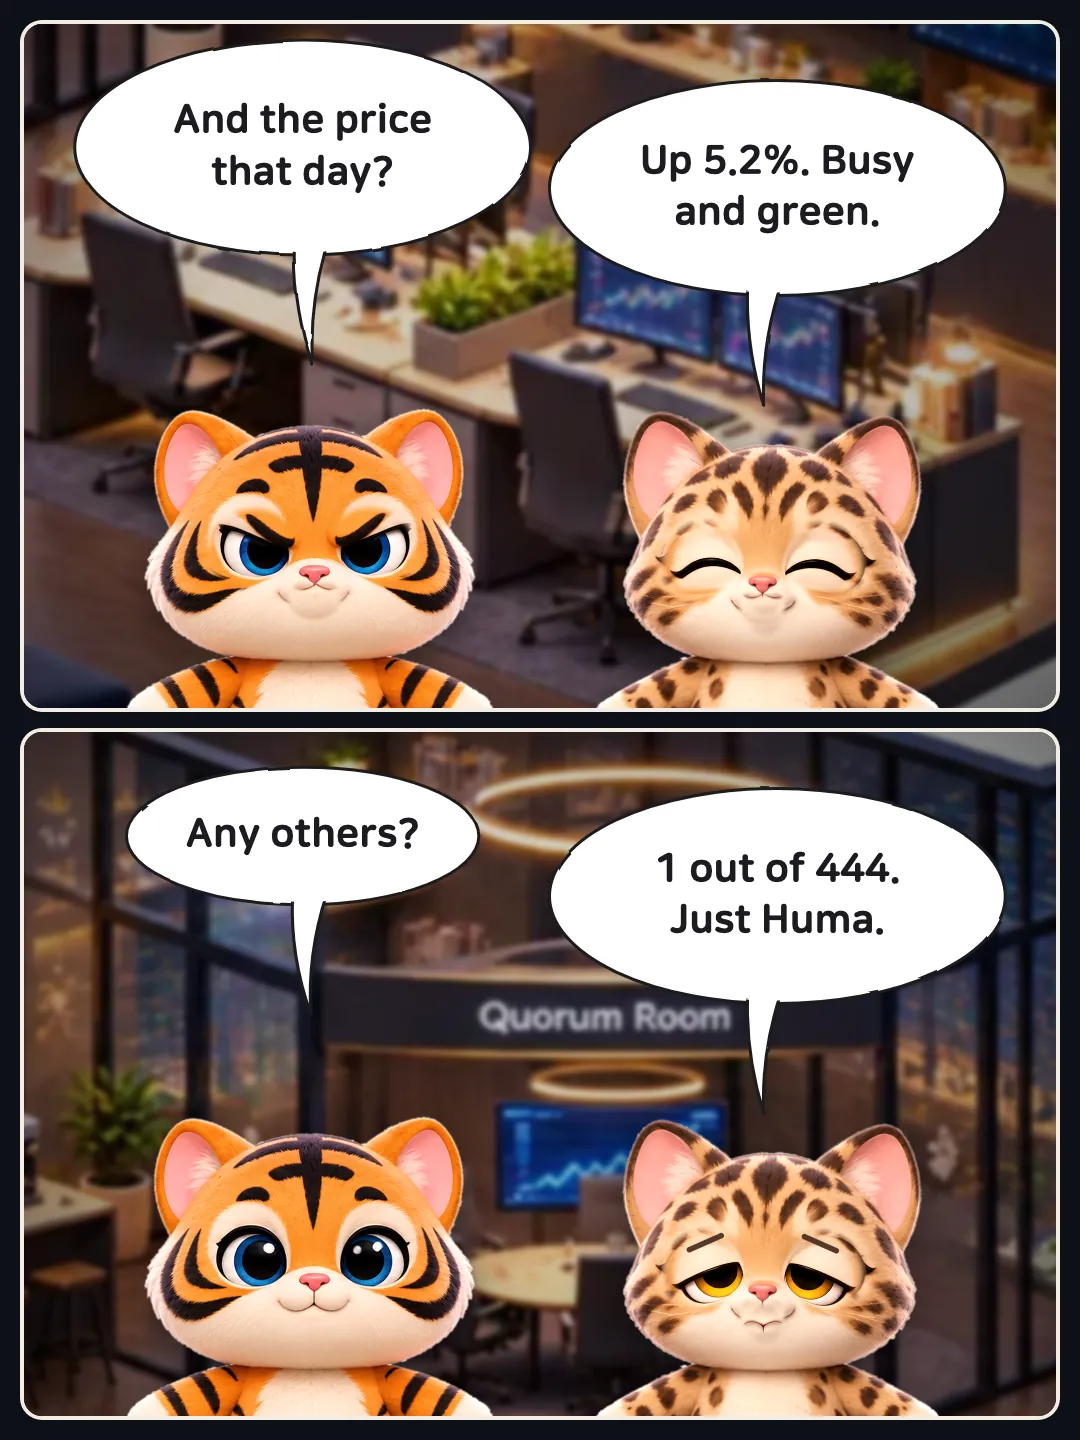 And the price
that day?
Up 5.2%. Busy
and green.
Any others?
1 out of 444.
Just Huma.
Quorum Room